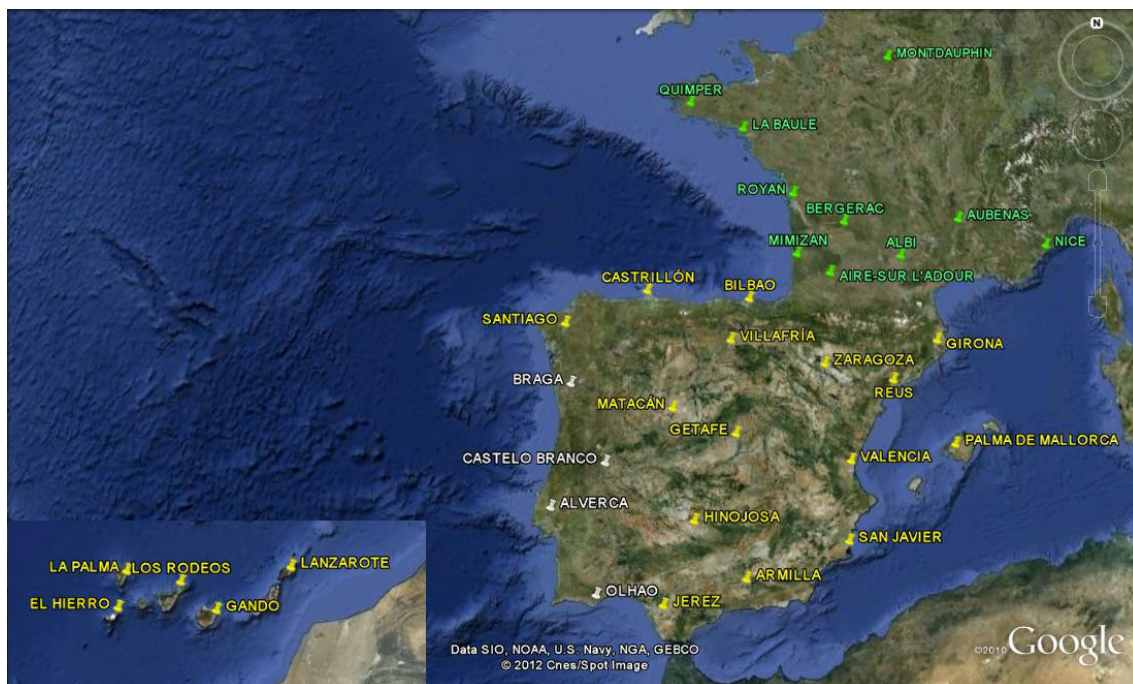 N
MONTDAUPHIN
QUIMPER
LA BAULE
ROYAN
BERGERAC
AUBENAS
MIMIZAN
ALBI
NICE
AIRE-SUR L'ADOUR
CASTRILLÓN
BILBAO
SANTIAGO
VILLAFRÍA
GIRONA
ZARAGOZA
BRAGA
REUS
MATACÁN
GETAFE
PALMA DE MALLORCA
CASTELO BRANCO
VALENCIA
ALVERCA
HINOJOSA
SAN JAVIER
LA PALMA
LOS RODEOS
LANZAROTE
ARMILLA
EL HIERRO
GANDO
OLHAO
JEREZ
Data SIO, NOAA, U.S. Navy, NGA, GEBCO
© 2012 Cnes/Spot Image
©2010 Google